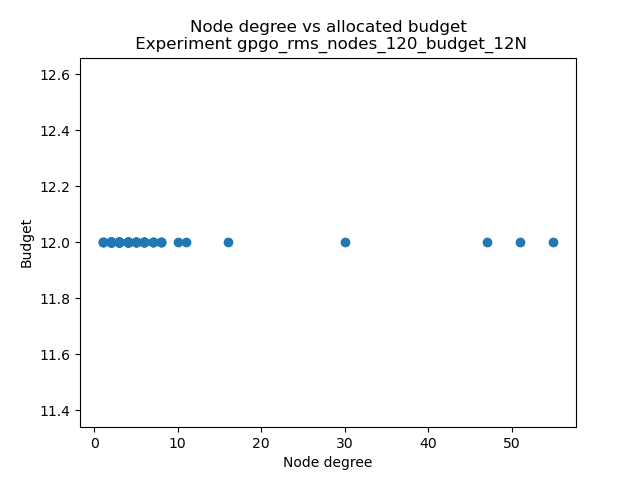 Node degree vs allocated budget
Experiment gpgo_rms_nodes_120_budget_12N
12.6
12.4
12.2
12.0
11.8
11.6
11.4
Budget
0 10 20 30 40 50
Node degree